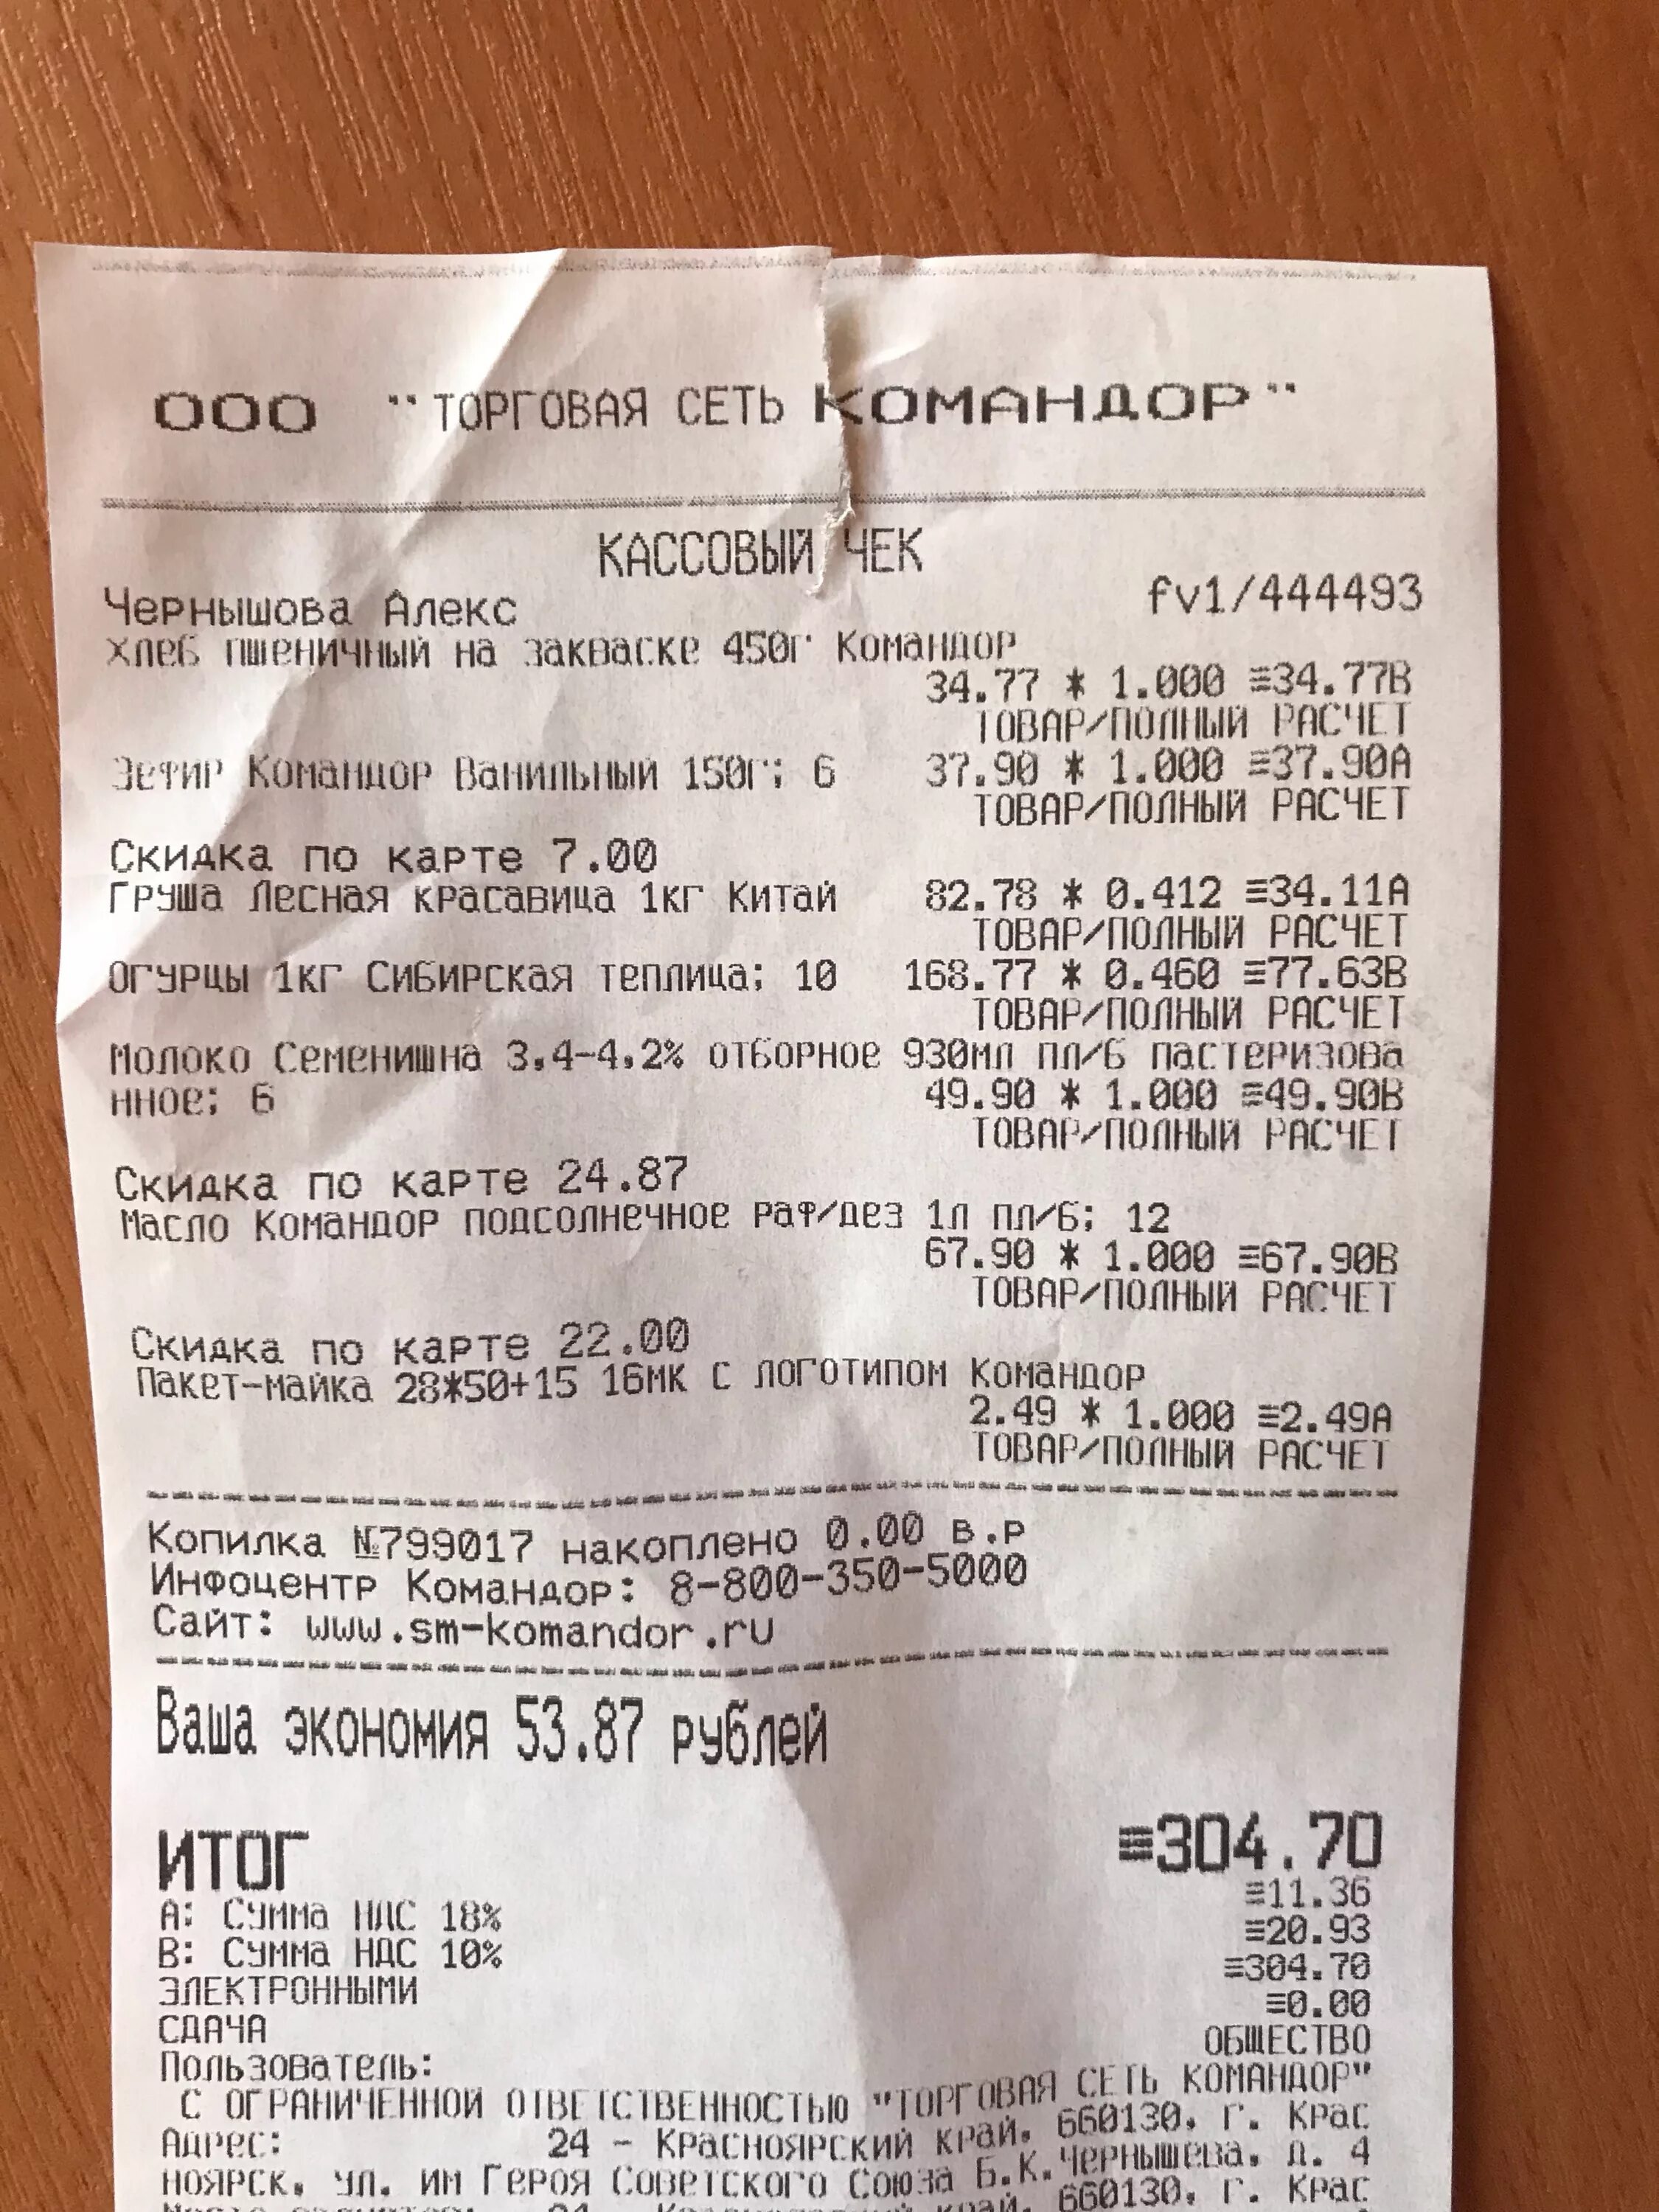 ООО "ТОРГОВАЯ СЕТЬ КОМАНДОР"
КАССОВЫЙ ЧЕК
Чернышова Алекс fv1/444493
Хлеб пшеничный на закваске 450г Командор
34.77 * 1.000 ≡34.77В
ТОВАР/ПОЛНЫЙ РАСЧЕТ
Зефир Командор Ванильный 150г; 6 37.90 * 1.000 ≡37.90А
ТОВАР/ПОЛНЫЙ РАСЧЕТ
Скидка по карте 7.00
Груша Лесная красавица 1кг Китай 82.78 * 0.412 ≡34.11А
ТОВАР/ПОЛНЫЙ РАСЧЕТ
Огурцы 1кг Сибирская теплица; 10 168.77 * 0.460 ≡77.63В
ТОВАР/ПОЛНЫЙ РАСЧЕТ
Молоко Семенишна 3,4-4,2% отборное 930мл пл/б пастеризова
нное; 6 49.90 * 1.000 ≡49.90В
ТОВАР/ПОЛНЫЙ РАСЧЕТ
Скидка по карте 24.87
Масло Командор подсолнечное раф/дез 1л пл/б; 12
67.90 * 1.000 ≡67.90В
ТОВАР/ПОЛНЫЙ РАСЧЕТ
Скидка по карте 22.00
Пакет-майка 28*50+15 16мк с логотипом Командор
2.49 * 1.000 ≡2.49А
ТОВАР/ПОЛНЫЙ РАСЧЕТ
Копилка №799017 накоплено 0.00 в.р
Инфоцентр Командор: 8-800-350-5000
Сайт: www.sm-komandor.ru
Ваша экономия 53.87 рублей
ИТОГ ≡304.70
А: Сумма НДС 18% ≡11.36
В: Сумма НДС 10% ≡20.93
ЭЛЕКТРОННЫМИ ≡304.70
СДАЧА ≡0.00
Пользователь: ОБЩЕСТВО
С ОГРАНИЧЕННОЙ ОТВЕТСТВЕННОСТЬЮ "ТОРГОВАЯ СЕТЬ КОМАНДОР"
Адрес: 24 - Красноярский край, 660130, г. Крас
ноярск, ул. им Героя Советского Союза Б.К.Чернышева, д. 4
24 - Красноярский край, 660130, г. Крас